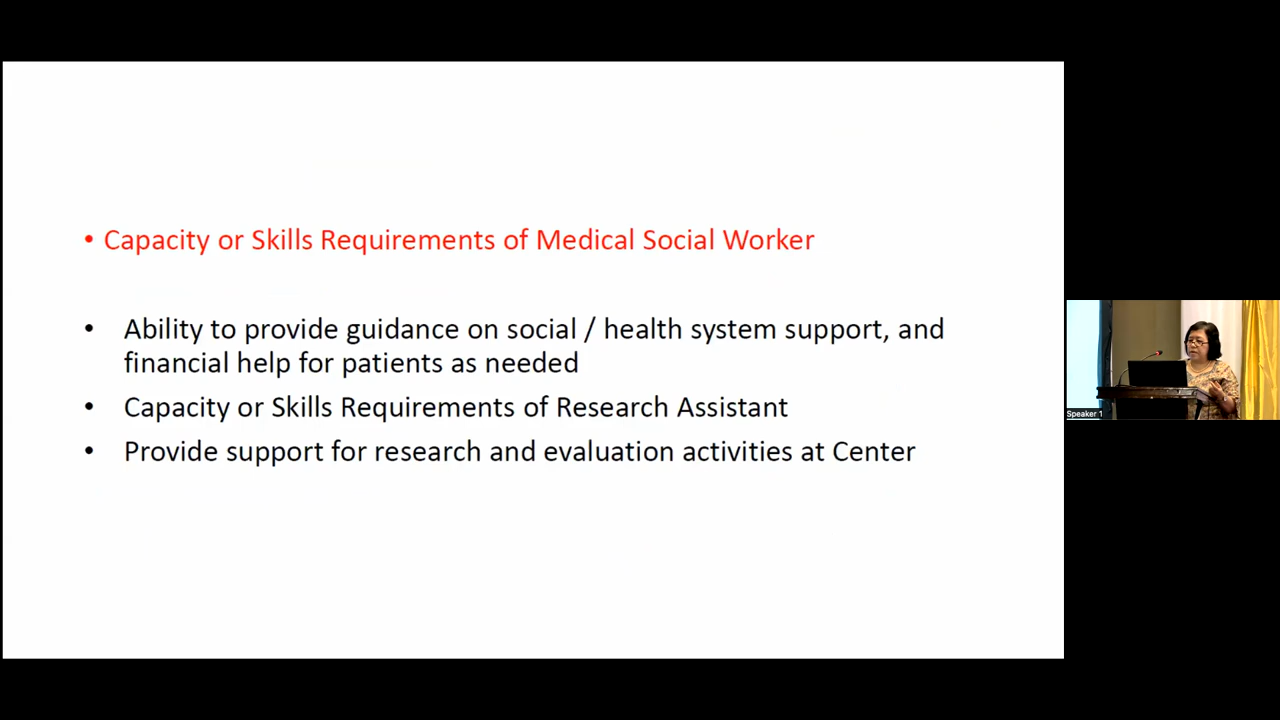 • Capacity or Skills Requirements of Medical Social Worker
• Ability to provide guidance on social / health system support, and
financial help for patients as needed
• Capacity or Skills Requirements of Research Assistant
• Provide support for research and evaluation activities at Center
Speaker 1